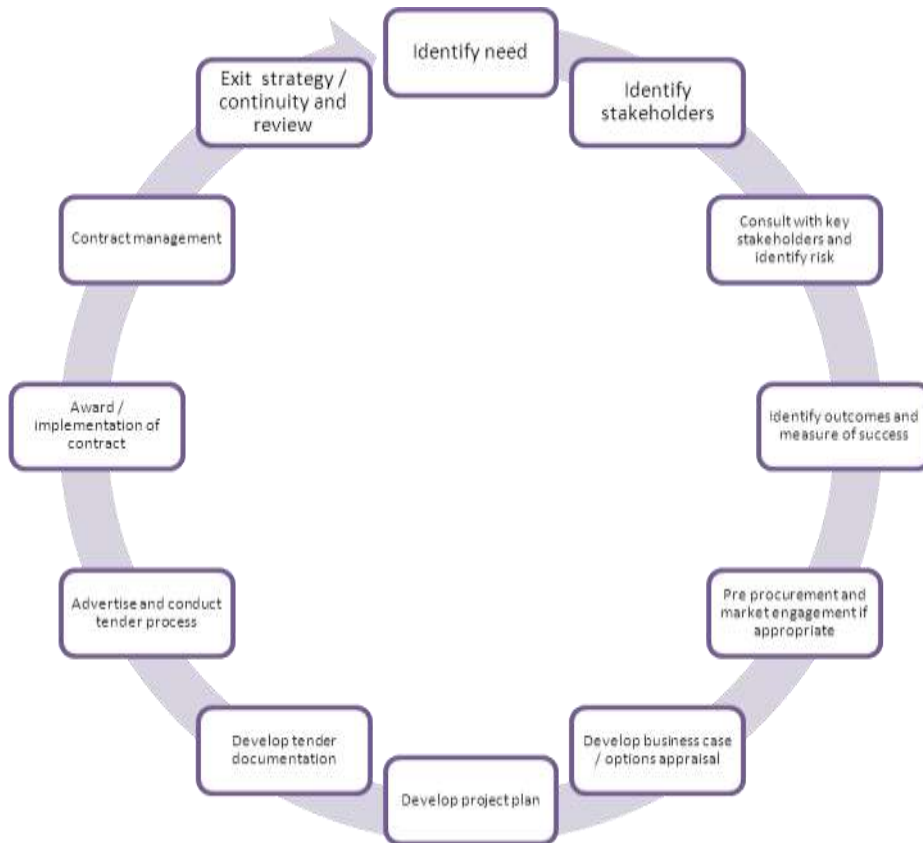 Identify need
Identify
stakeholders
Consult with key
stakeholders and
identify risk
Identify outcomes and
measure of success
Pre procurement and
market engagement if
appropriate
Develop business case
/ options appraisal
Develop project plan
Develop tender
documentation
Advertise and conduct
tender process
Award /
implementation of
contract
Contract management
Exit strategy /
continuity and
review